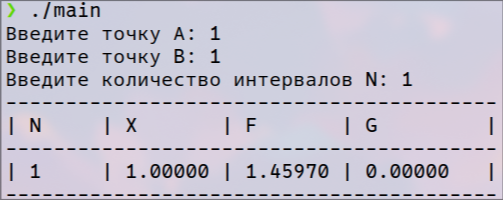 ❯ ./main
Введите точку A: 1
Введите точку B: 1
Введите количество интервалов N: 1
-----------------------------------------
| N | X | F | G |
-----------------------------------------
| 1 | 1.00000 | 1.45970 | 0.00000 |
-----------------------------------------